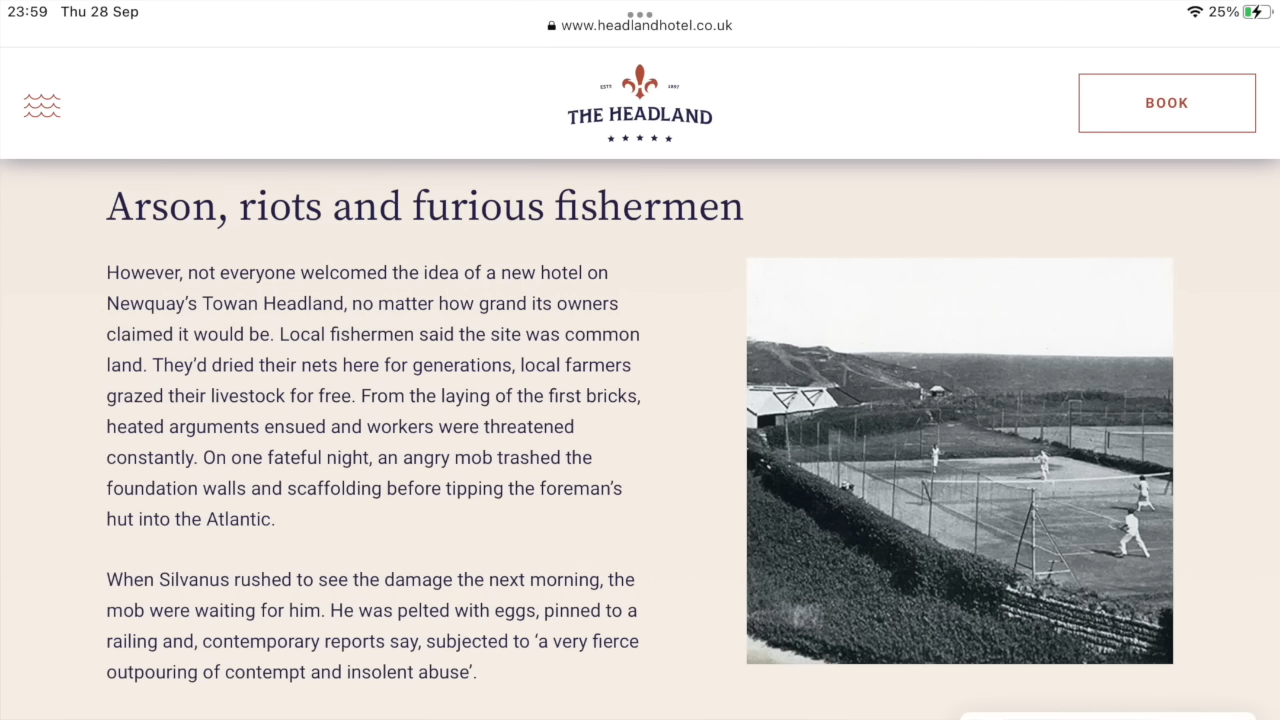 23:59 Thu 28 Sep
25%
www.headlandhotel.co.uk
ESTD 1897
THE HEADLAND
BOOK
Arson, riots and furious fishermen
However, not everyone welcomed the idea of a new hotel on
Newquay’s Towan Headland, no matter how grand its owners
claimed it would be. Local fishermen said the site was common
land. They’d dried their nets here for generations, local farmers
grazed their livestock for free. From the laying of the first bricks,
heated arguments ensued and workers were threatened
constantly. On one fateful night, an angry mob trashed the
foundation walls and scaffolding before tipping the foreman’s
hut into the Atlantic.
When Silvanus rushed to see the damage the next morning, the
mob were waiting for him. He was pelted with eggs, pinned to a
railing and, contemporary reports say, subjected to ‘a very fierce
outpouring of contempt and insolent abuse’.